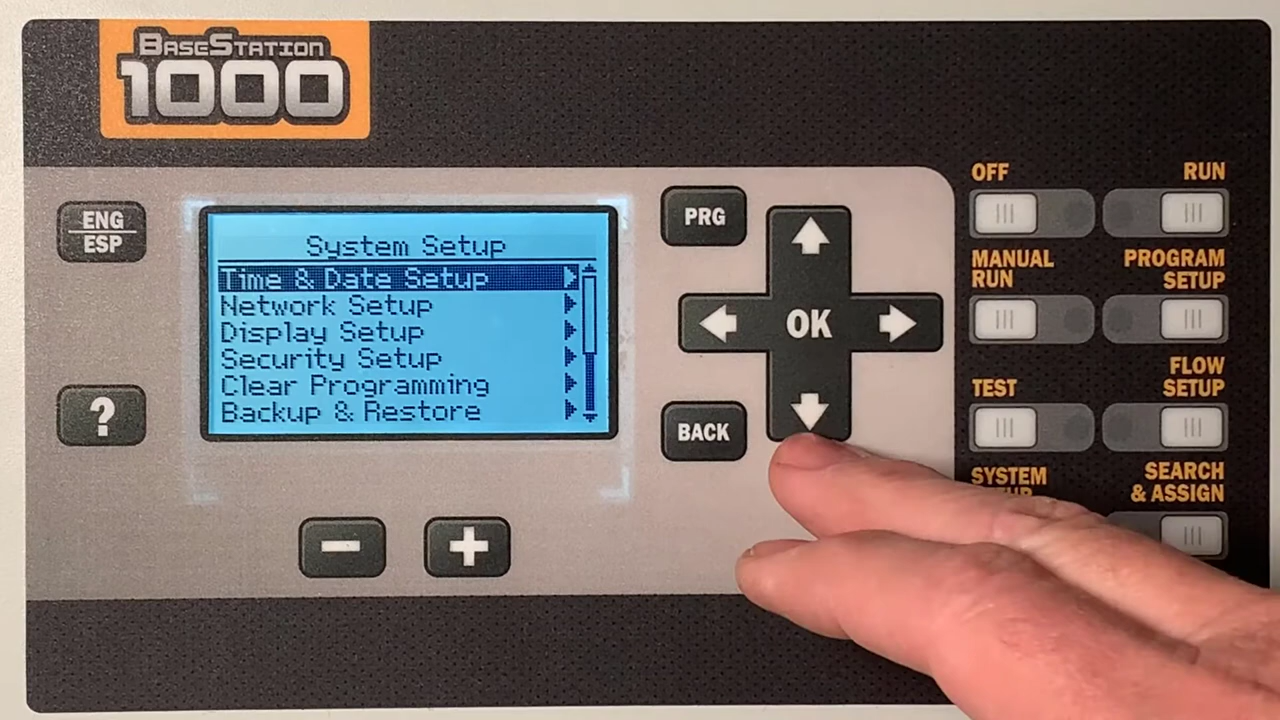 BASESTATION
1000
ENG
ESP
?
System Setup
Time & Date Setup
Network Setup
Display Setup
Security Setup
Clear Programming
Backup & Restore
PRG
OK
BACK
OFF
RUN
MANUAL
RUN
PROGRAM
SETUP
TEST
FLOW
SETUP
SYSTEM
SEARCH
& ASSIGN
-
+